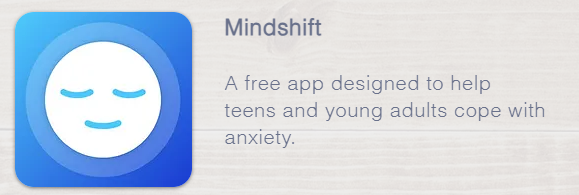 Mindshift
A free app designed to help
teens and young adults cope with
anxiety.